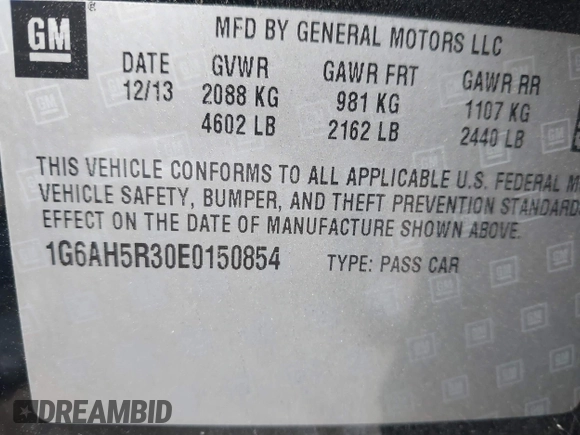 GM
MFD BY GENERAL MOTORS LLC
DATE GVWR GAWR FRT GAWR RR
12/13 2088 KG 981 KG 1107 KG
4602 LB 2162 LB 2440 LB
THIS VEHICLE CONFORMS TO ALL APPLICABLE U.S. FEDERAL M
VEHICLE SAFETY, BUMPER, AND THEFT PREVENTION STANDARD
EFFECT ON THE DATE OF MANUFACTURE SHOWN ABOVE.
1G6AH5R30E0150854 TYPE: PASS CAR
DREAMBID